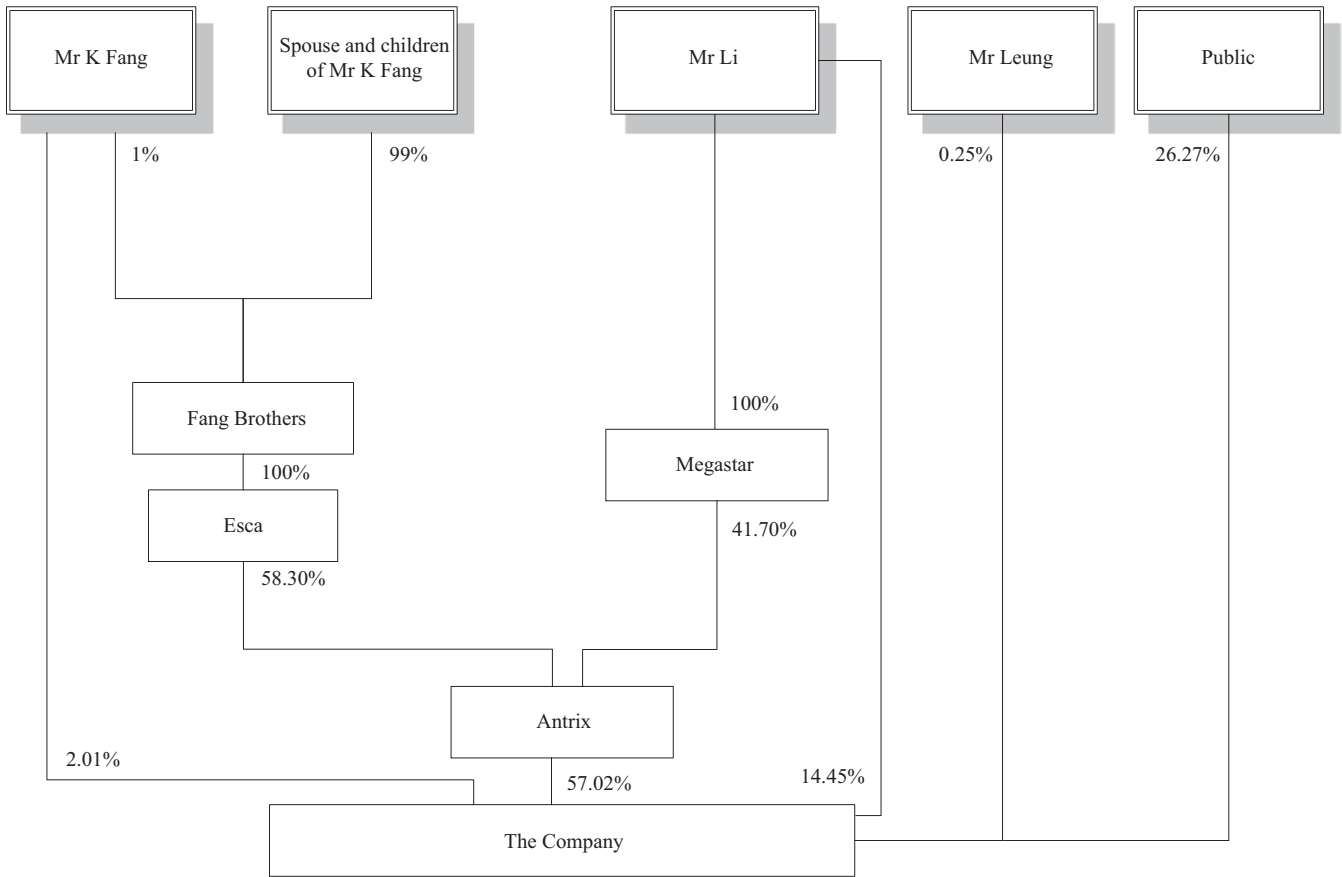 Mr K Fang
Spouse and children
of Mr K Fang
Mr Li
Mr Leung
Public
1%
99%
0.25%
26.27%
Fang Brothers
100%
100%
Megastar
Esca
41.70%
58.30%
Antrix
2.01%
57.02%
14.45%
The Company